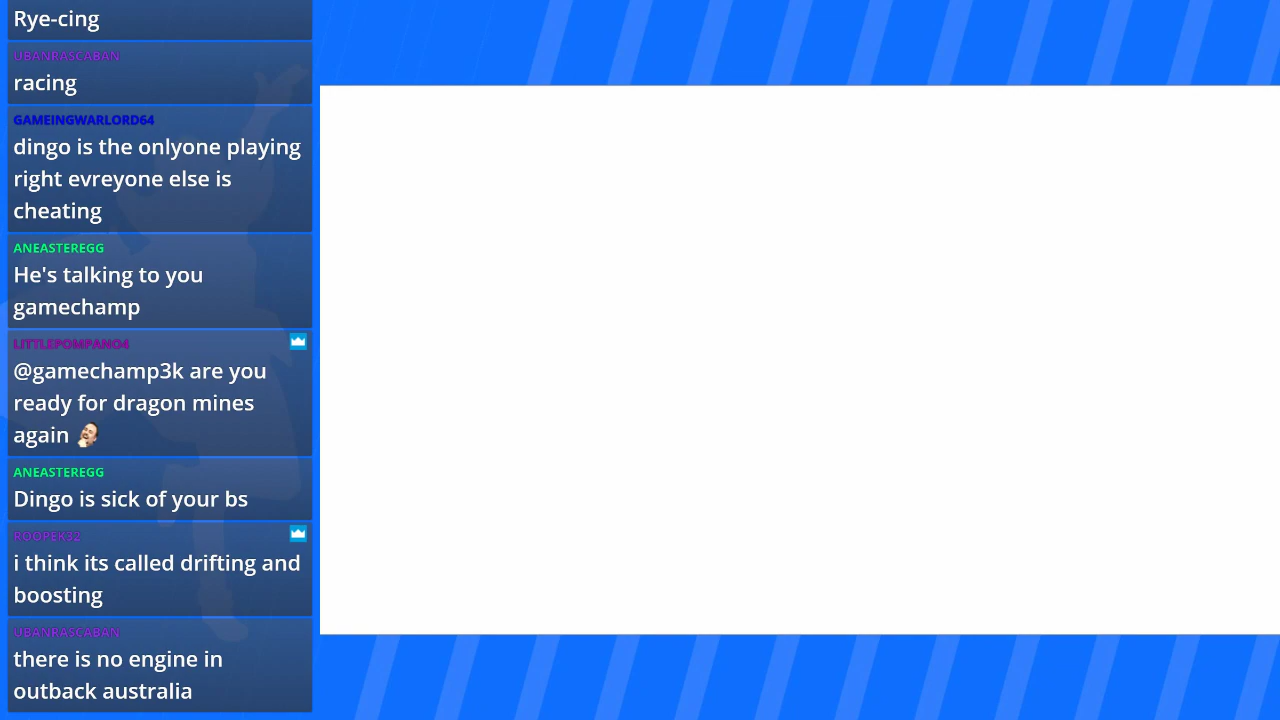 Rye-cing
UBANRASCABAN
racing
GAMEINGWARLORD64
dingo is the onlyone playing
right evreyone else is
cheating
ANEASTEREGG
He's talking to you
gamechamp
LITTLEPOMPANO4
@gamechamp3k are you
ready for dragon mines
again
ANEASTEREGG
Dingo is sick of your bs
ROOPEK32
i think its called drifting and
boosting
UBANRASCABAN
there is no engine in
outback australia